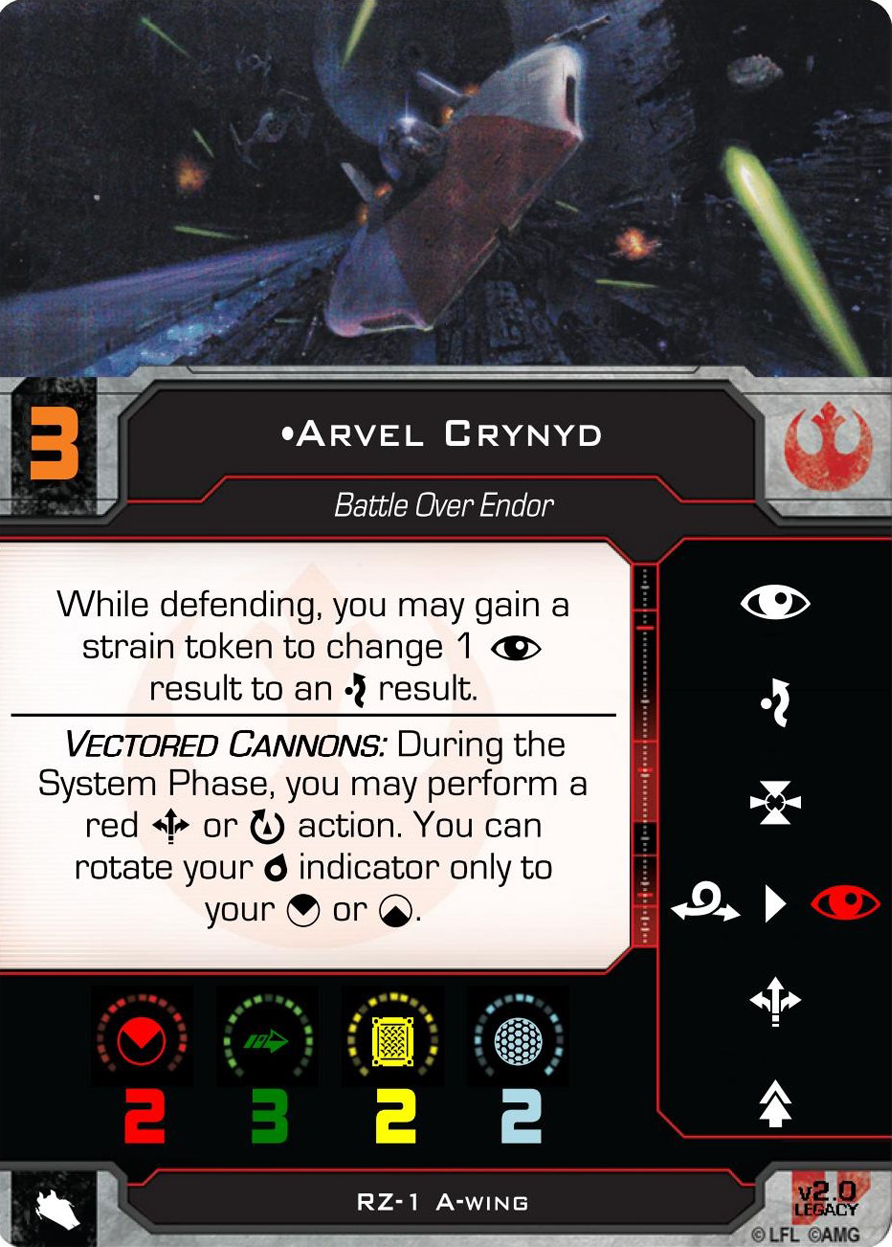 3
•Arvel Crynyd
Battle Over Endor
While defending, you may gain a
strain token to change 1
result to an result.
Vectored Cannons: During the
System Phase, you may perform a
red or action. You can
rotate your indicator only to
your or .
2 3 2 2
RZ-1 A-wing
v2.0
LEGACY
© LFL ©AMG